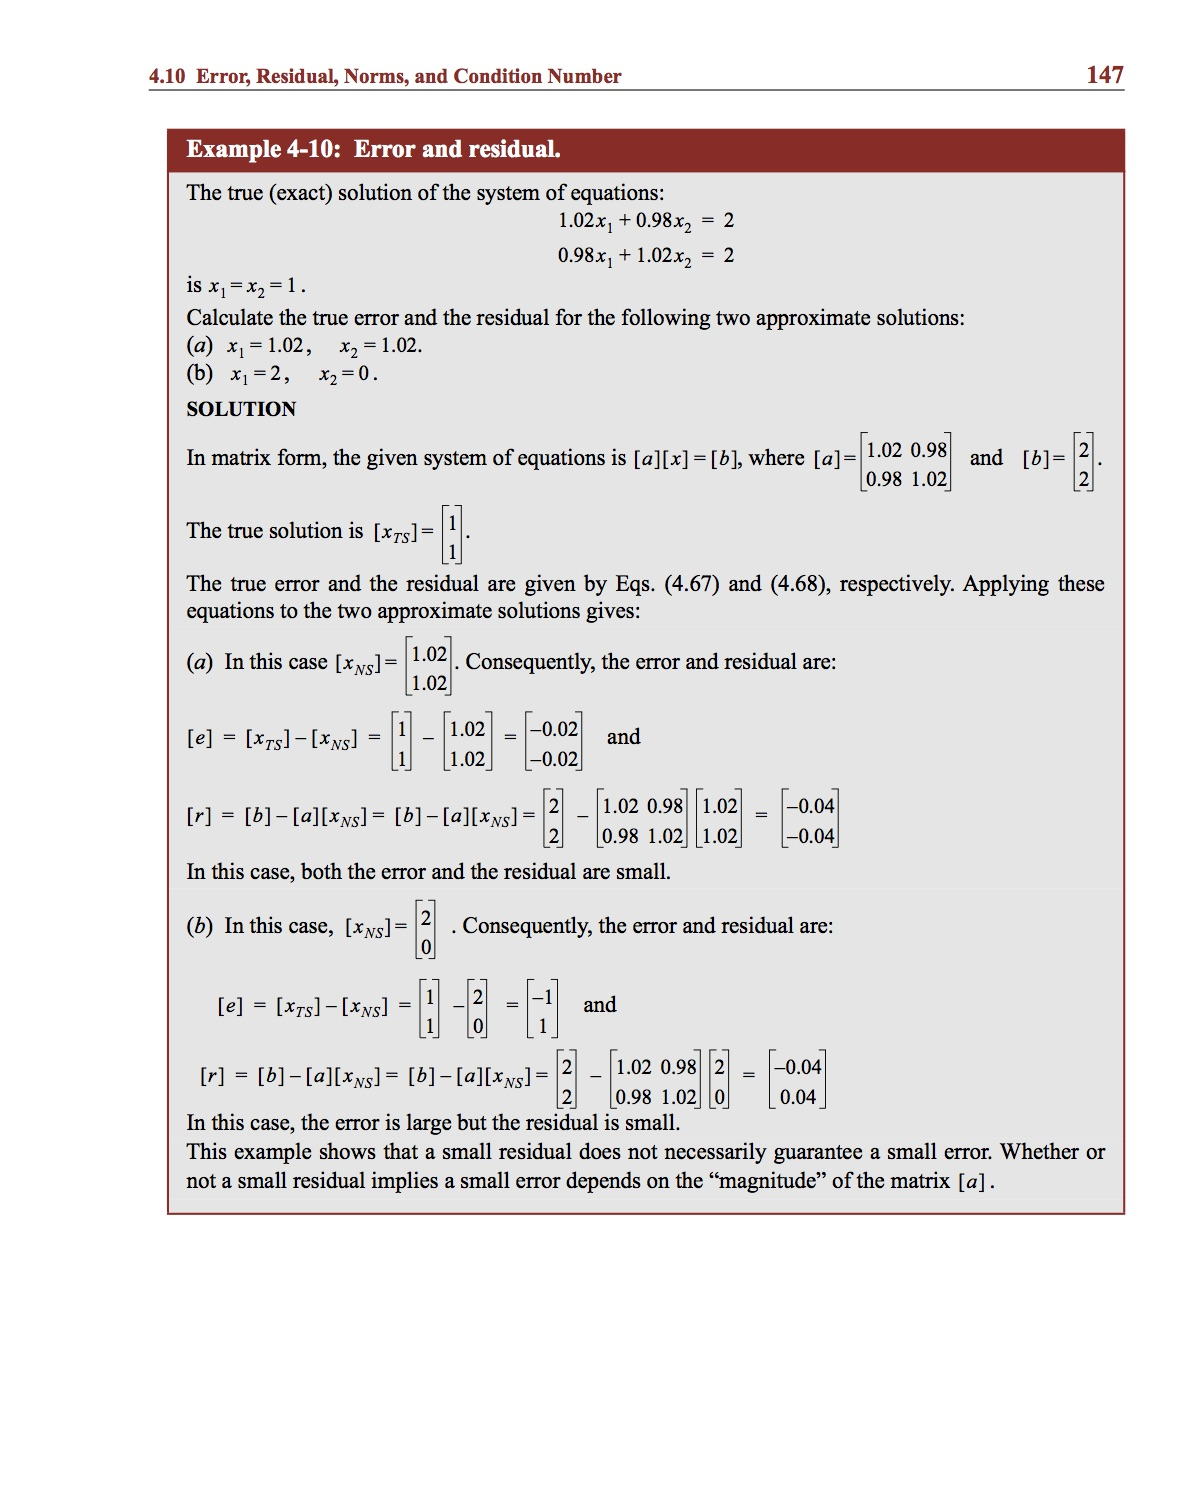 4.10 Error, Residual, Norms, and Condition Number 147
Example 4-10: Error and residual.
The true (exact) solution of the system of equations:
1.02x₁ + 0.98x₂ = 2
0.98x₁ + 1.02x₂ = 2
is x₁ = x₂ = 1.
Calculate the true error and the residual for the following two approximate solutions:
(a) x₁ = 1.02, x₂ = 1.02.
(b) x₁ = 2, x₂ = 0.
SOLUTION
In matrix form, the given system of equations is [a][x] = [b], where [a] = [1.02 0.98; 0.98 1.02] and [b] = [2; 2].
The true solution is [x_TS] = [1; 1].
The true error and the residual are given by Eqs. (4.67) and (4.68), respectively. Applying these
equations to the two approximate solutions gives:
(a) In this case [x_NS] = [1.02; 1.02]. Consequently, the error and residual are:
[e] = [x_TS] – [x_NS] = [1; 1] – [1.02; 1.02] = [–0.02; –0.02] and
[r] = [b] – [a][x_NS] = [b] – [a][x_NS] = [2; 2] – [1.02 0.98; 0.98 1.02] [1.02; 1.02] = [–0.04; –0.04]
In this case, both the error and the residual are small.
(b) In this case, [x_NS] = [2; 0]. Consequently, the error and residual are:
[e] = [x_TS] – [x_NS] = [1; 1] – [2; 0] = [–1; 1] and
[r] = [b] – [a][x_NS] = [b] – [a][x_NS] = [2; 2] – [1.02 0.98; 0.98 1.02] [2; 0] = [–0.04; 0.04]
In this case, the error is large but the residual is small.
This example shows that a small residual does not necessarily guarantee a small error. Whether or
not a small residual implies a small error depends on the “magnitude” of the matrix [a].